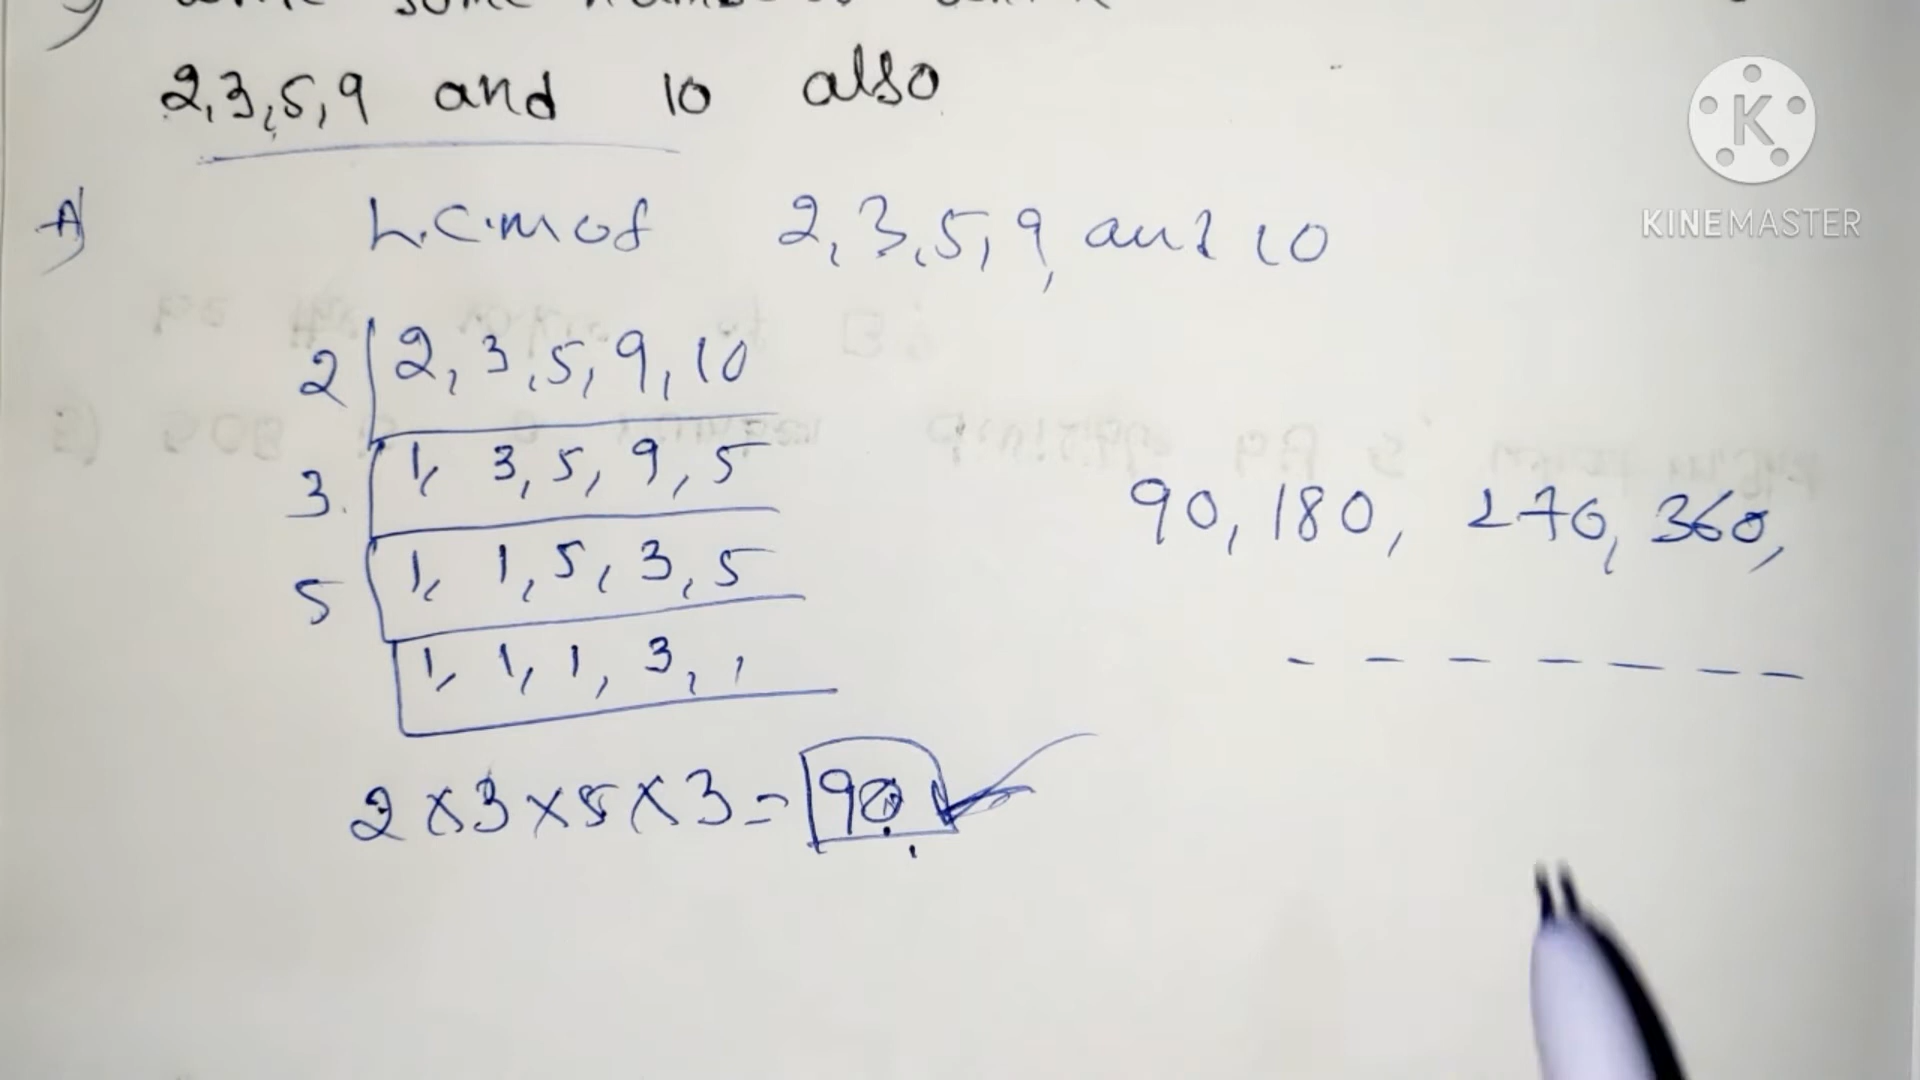 some
2,3,5,9 and 10 also
A) L.C.M of 2,3,5,9, and 10
2 2, 3, 5, 9, 10
3. 1, 3, 5, 9, 5
5 1, 1, 5, 3, 5
1, 1, 1, 3, 1
2 × 3 × 5 × 3 = 90
90, 180, 270, 360,
- - - - - - -
KINEMASTER